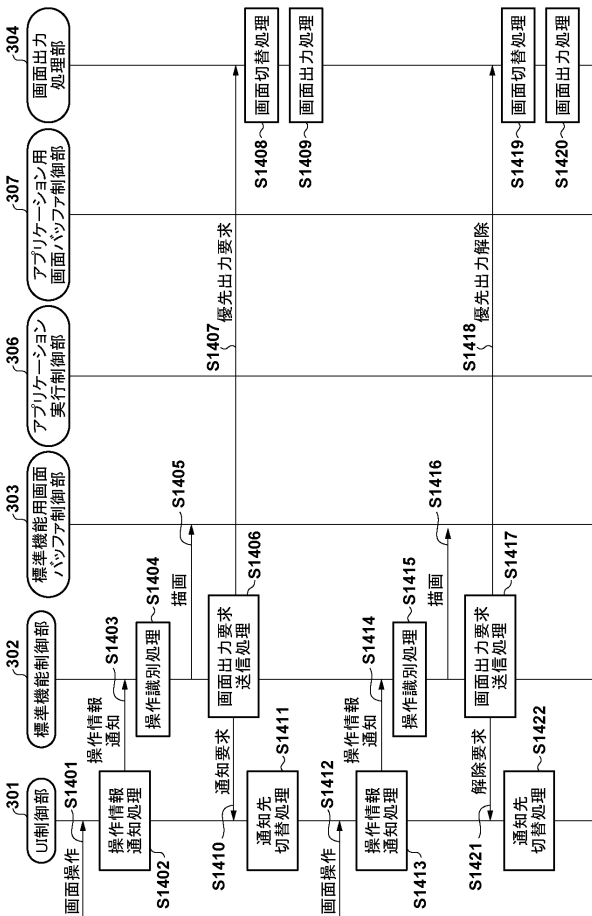 301
UI制御部
302
標準機能制御部
303
標準機能用画面
バッファ制御部
306
アプリケーション
実行制御部
307
アプリケーション用
画面バッファ制御部
304
画面出力
処理部
画面操作
S1401
操作情報
通知処理
S1402
操作情報
通知
S1403
操作識別処理
S1404
描画
S1405
画面出力要求
送信処理
S1406
S1407
優先出力要求
画面切替処理
S1408
画面出力処理
S1409
通知要求
S1410
通知先
切替処理
S1411
画面操作
S1412
操作情報
通知処理
S1413
操作情報
通知
S1414
操作識別処理
S1415
描画
S1416
画面出力要求
送信処理
S1417
S1418
優先出力解除
画面切替処理
S1419
画面出力処理
S1420
解除要求
S1421
通知先
切替処理
S1422